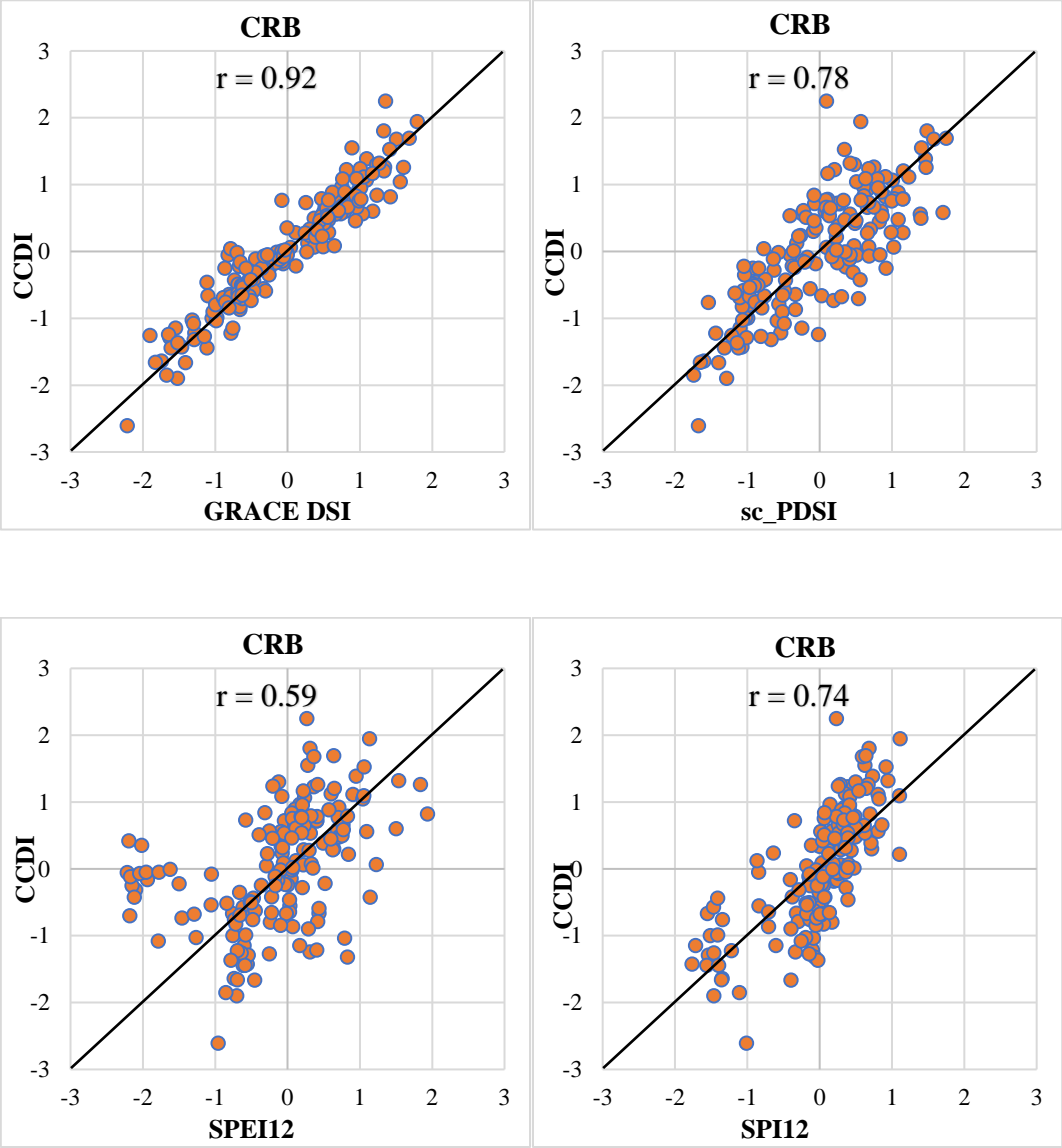 CRB
r = 0.92
3
2
1
0
-1
-2
-3
CCDI
-3 -2 -1 0 1 2 3
GRACE DSI
CRB
r = 0.78
3
2
1
0
-1
-2
-3
CCDI
-3 -2 -1 0 1 2 3
sc_PDSI
CRB
r = 0.59
3
2
1
0
-1
-2
-3
CCDI
-3 -2 -1 0 1 2 3
SPEI12
CRB
r = 0.74
3
2
1
0
-1
-2
-3
CCDI
-3 -2 -1 0 1 2 3
SPI12